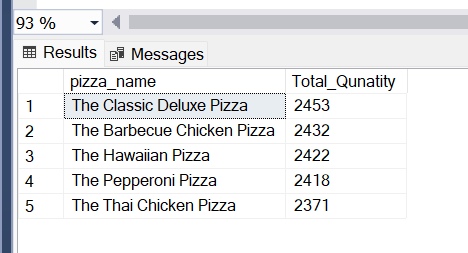 93 %
Results Messages
pizza_name Total_Qunatity
1 The Classic Deluxe Pizza 2453
2 The Barbecue Chicken Pizza 2432
3 The Hawaiian Pizza 2422
4 The Pepperoni Pizza 2418
5 The Thai Chicken Pizza 2371